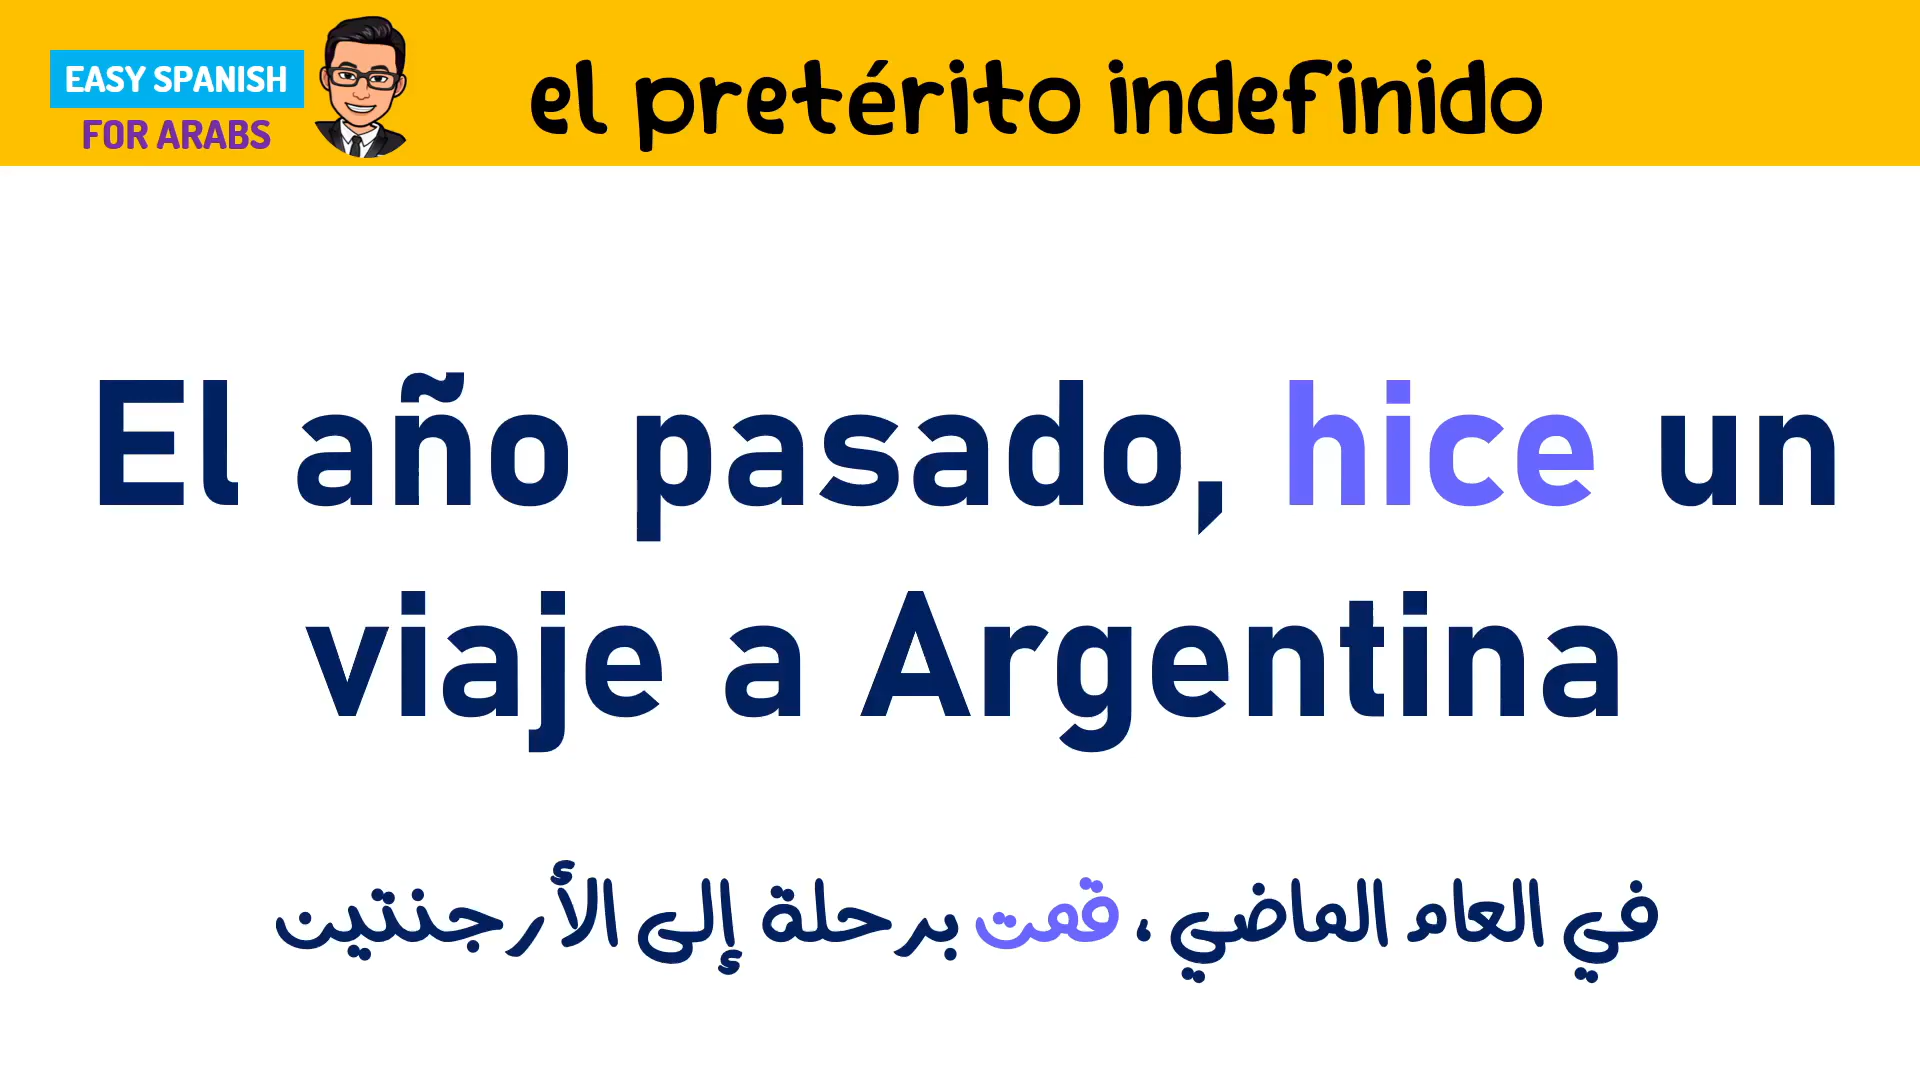 EASY SPANISH
FOR ARABS
el pretérito indefinido
El año pasado, hice un
viaje a Argentina
في العام الماضي ، قمت برحلة إلى الأرجنتين